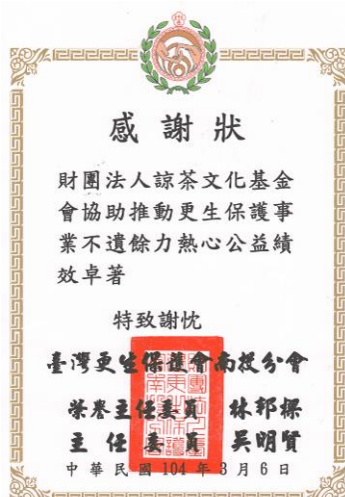 感謝狀
財團法人諒茶文化基金
會協助推動更生保護事
業不遺餘力熱心公益績
效卓著
特致謝忱
臺灣更生保護會南投分會
榮譽主任委員 林邦樑
主任委員 吳明賢
中華民國104年3月6日